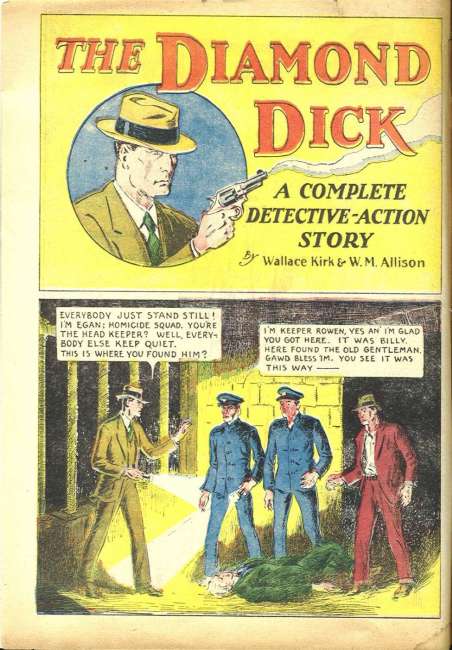 THE DIAMOND
DICK
A COMPLETE
DETECTIVE-ACTION
STORY
By Wallace Kirk & W. M. Allison
EVERYBODY JUST STAND STILL!
I'M EGAN; HOMICIDE SQUAD. YOU'RE
THE HEAD KEEPER? WELL, EVERY-
BODY ELSE KEEP QUIET.
THIS IS WHERE YOU FOUND HIM?
I'M KEEPER ROWEN, YES AN' I'M GLAD
YOU GOT HERE. IT WAS BILLY.
HERE FOUND THE OLD GENTLEMAN.
GAWD BLESS 'IM. YOU SEE IT WAS
THIS WAY ——